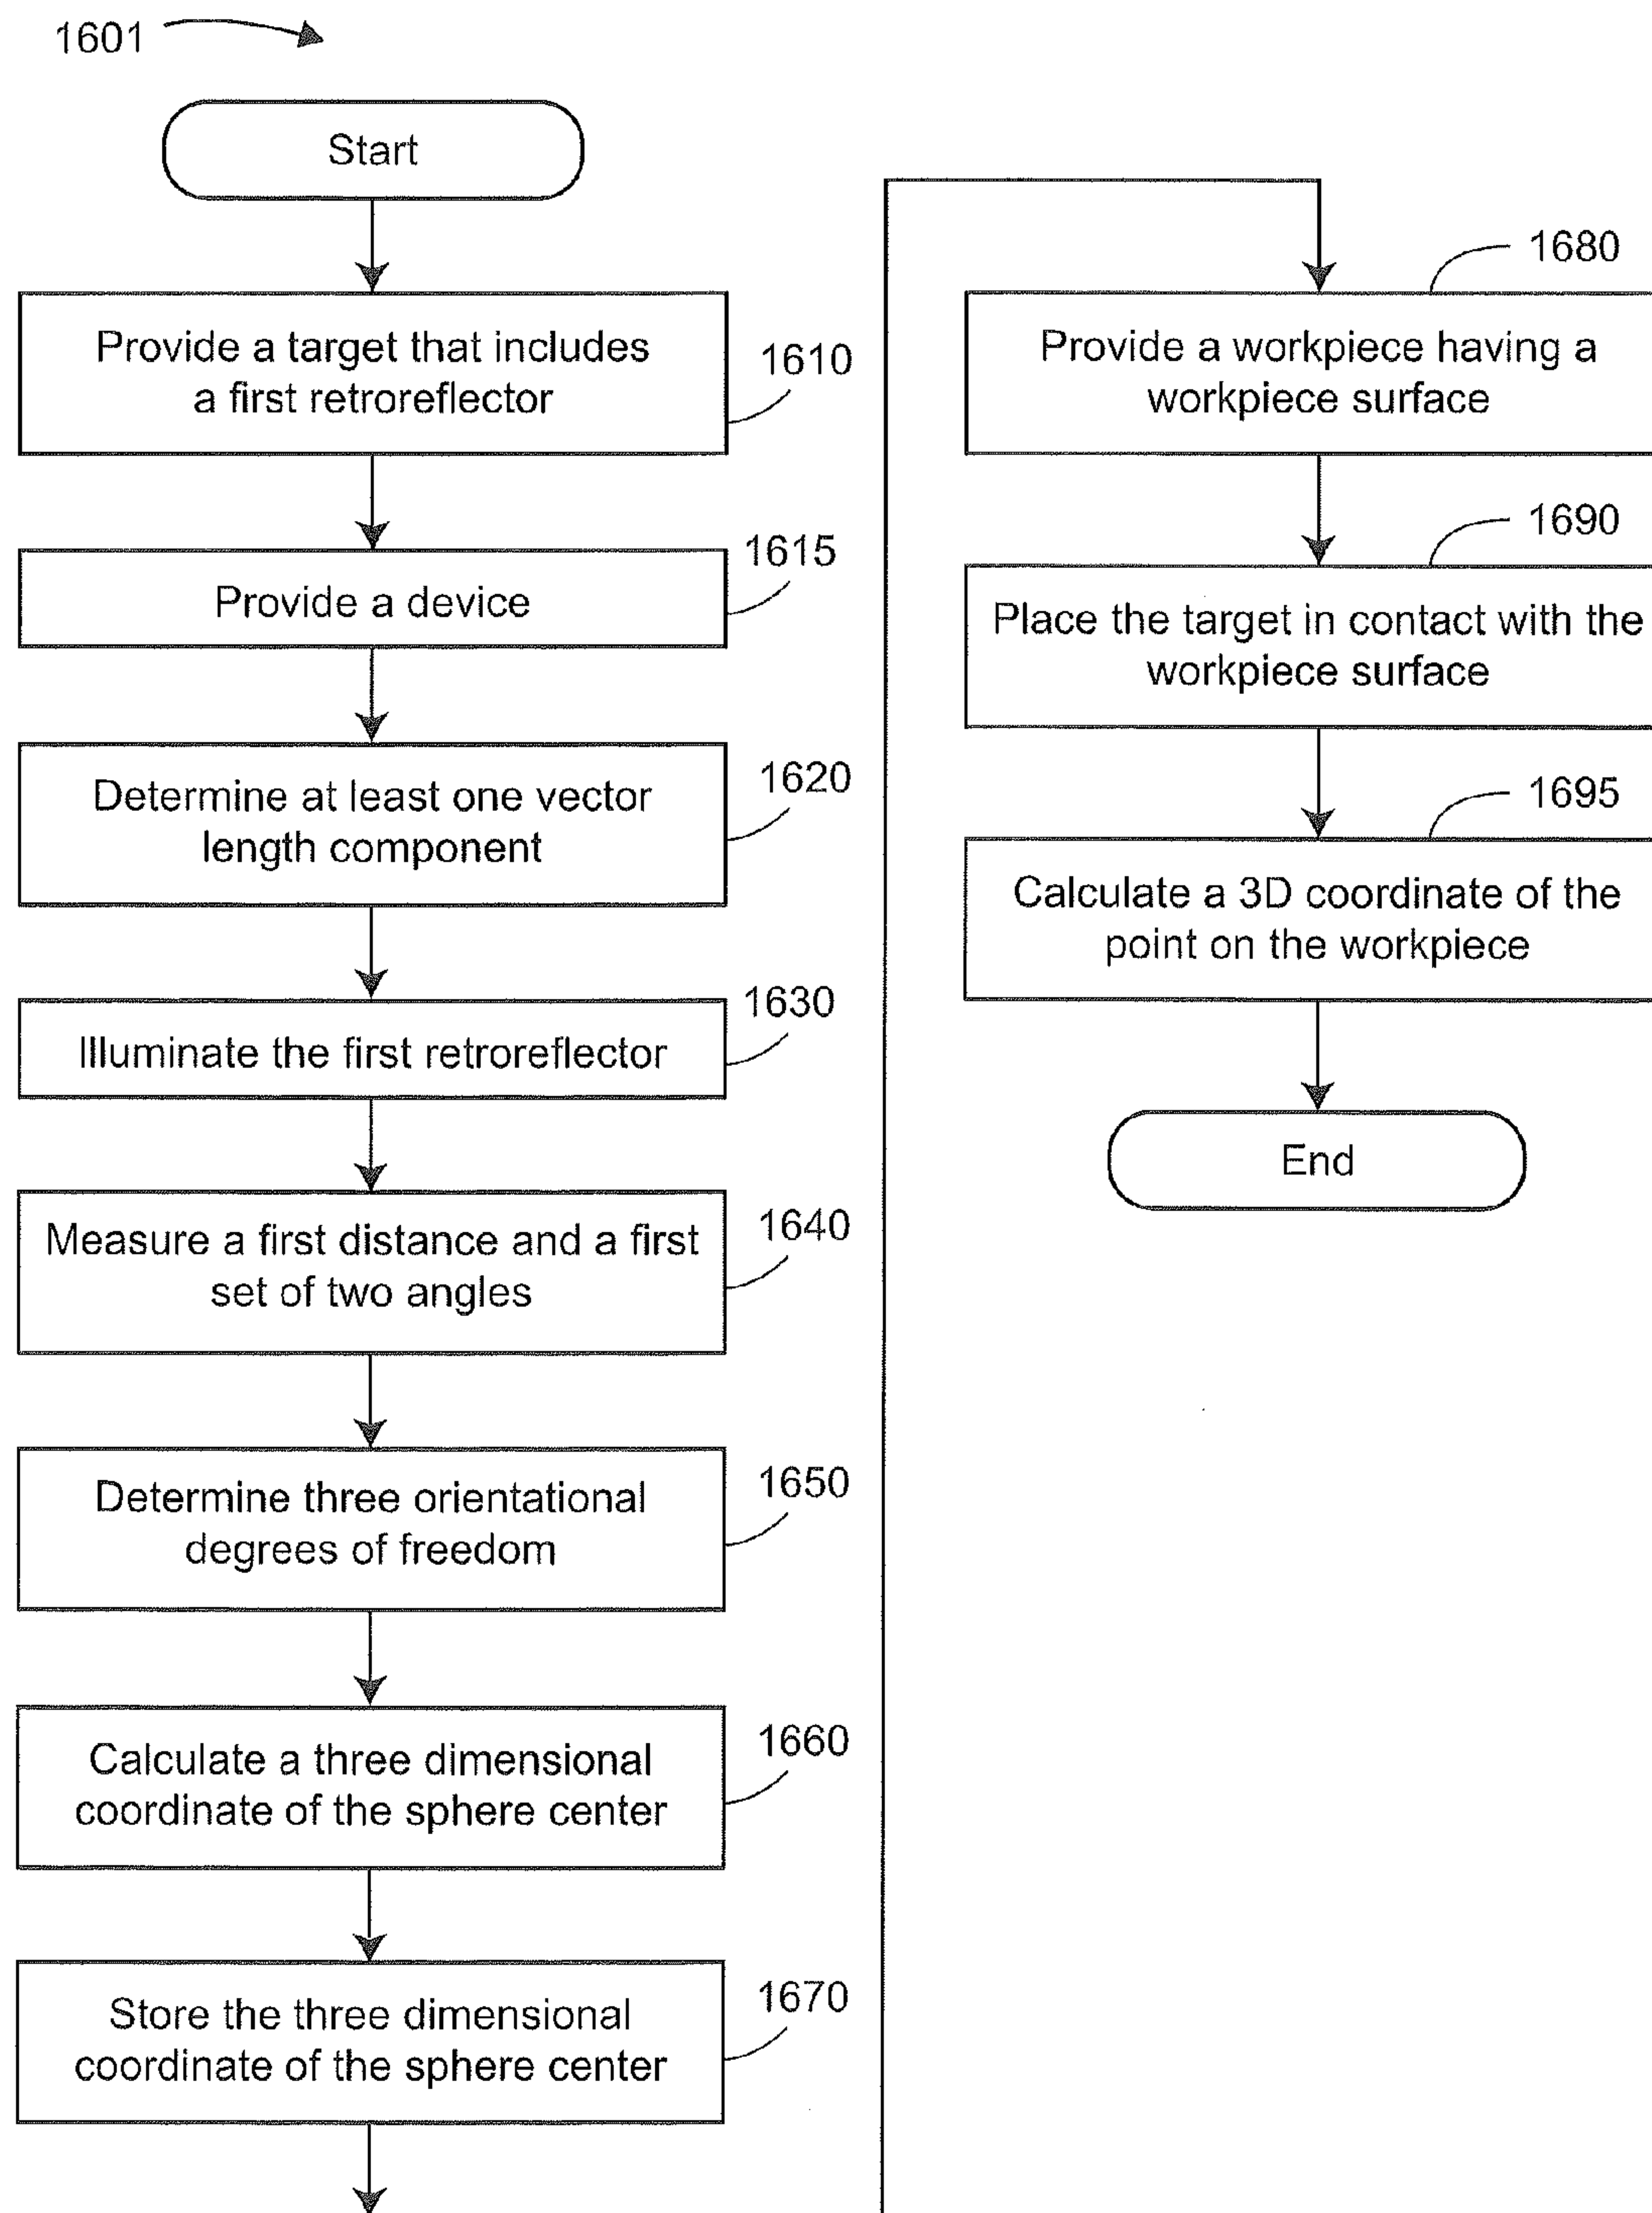 1601
Start
Provide a target that includes
a first retroreflector
1610
Provide a device
1615
Determine at least one vector
length component
1620
Illuminate the first retroreflector
1630
Measure a first distance and a first
set of two angles
1640
Determine three orientational
degrees of freedom
1650
Calculate a three dimensional
coordinate of the sphere center
1660
Store the three dimensional
coordinate of the sphere center
1670
1680
Provide a workpiece having a
workpiece surface
1690
Place the target in contact with the
workpiece surface
1695
Calculate a 3D coordinate of the
point on the workpiece
End